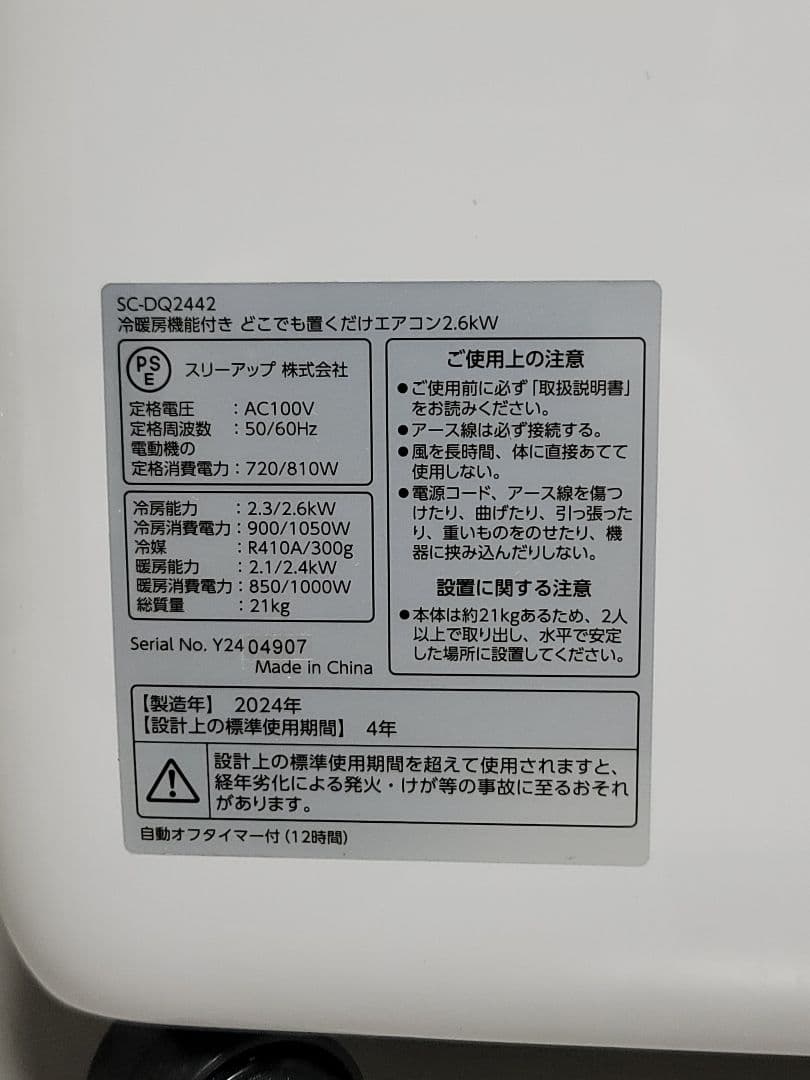 SC-DQ2442
冷暖房機能付き どこでも置くだけエアコン2.6kW
PS
E
スリーアップ 株式会社
定格電圧 : AC100V
定格周波数 : 50/60Hz
電動機の
定格消費電力 : 720/810W
冷房能力 : 2.3/2.6kW
冷房消費電力 : 900/1050W
冷媒 : R410A/300g
暖房能力 : 2.1/2.4kW
暖房消費電力 : 850/1000W
総質量 : 21kg
Serial No. Y2404907
Made in China
ご使用上の注意
●ご使用前に必ず「取扱説明書」
をお読みください。
●アース線は必ず接続する。
●風を長時間、体に直接あてて
使用しない。
●電源コード、アース線を傷つ
けたり、曲げたり、引っ張った
り、重いものをのせたり、機
器に挟み込んだりしない。
設置に関する注意
●本体は約21kgあるため、2人
以上で取り出し、水平で安定
した場所に設置してください。
【製造年】 2024年
【設計上の標準使用期間】 4年
設計上の標準使用期間を超えて使用されますと、
経年劣化による発火・けが等の事故に至るおそれ
があります。
自動オフタイマー付(12時間)